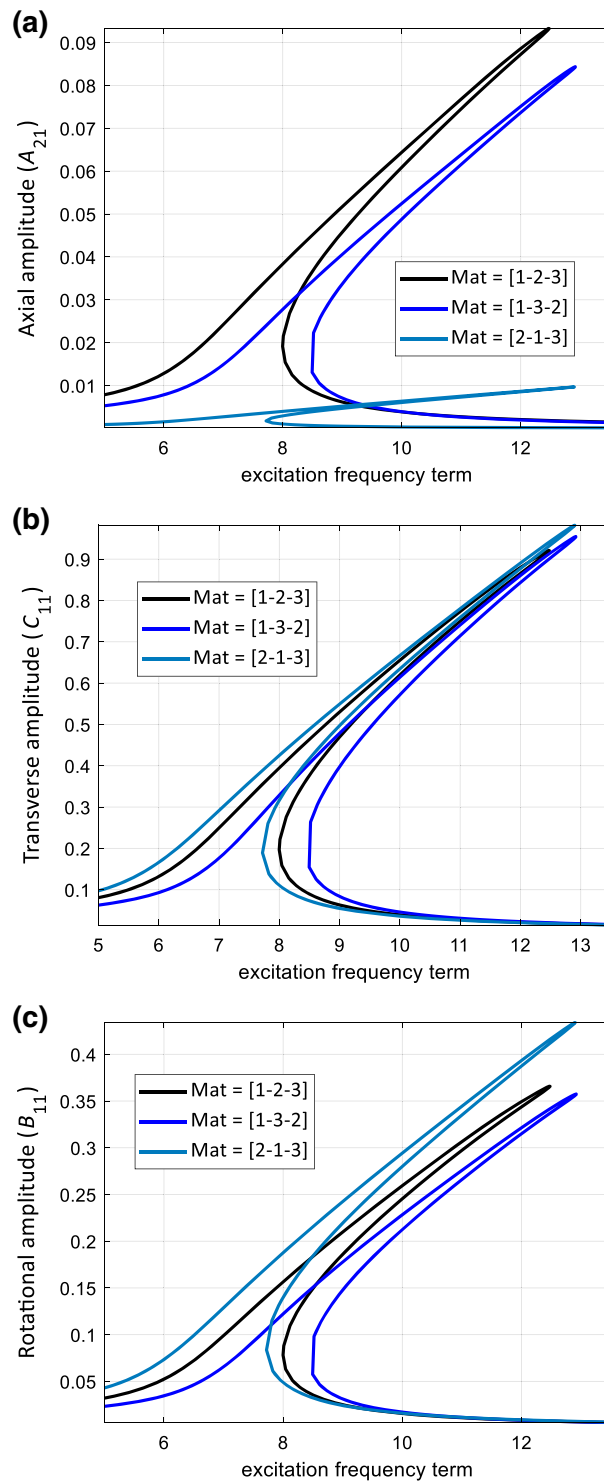 (a)
0.09
0.08
0.07
0.06
0.05
0.04
0.03
0.02
0.01
Axial amplitude (A21)
Mat = [1-2-3]
Mat = [1-3-2]
Mat = [2-1-3]
6 8 10 12
excitation frequency term
(b)
0.9
0.8
0.7
0.6
0.5
0.4
0.3
0.2
0.1
Transverse amplitude (C11)
Mat = [1-2-3]
Mat = [1-3-2]
Mat = [2-1-3]
5 6 7 8 9 10 11 12 13
excitation frequency term
(c)
0.4
0.35
0.3
0.25
0.2
0.15
0.1
0.05
Rotational amplitude (B11)
Mat = [1-2-3]
Mat = [1-3-2]
Mat = [2-1-3]
6 8 10 12
excitation frequency term